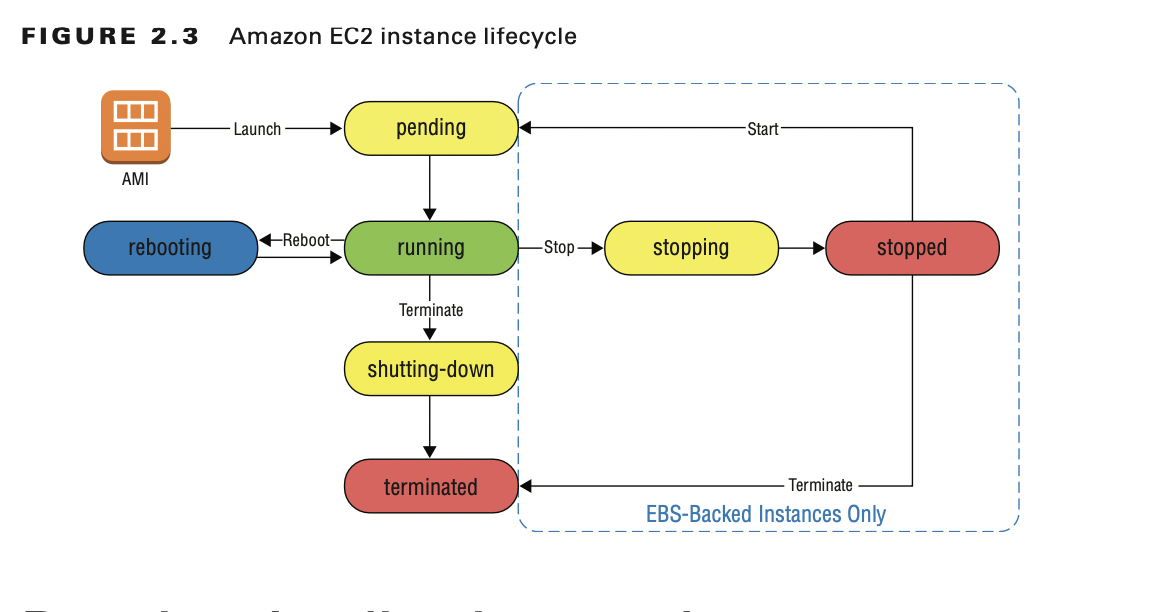 FIGURE 2.3 Amazon EC2 instance lifecycle
Launch
pending
Start
AMI
rebooting
Reboot
running
Stop
stopping
stopped
Terminate
shutting-down
terminated
Terminate
EBS-Backed Instances Only